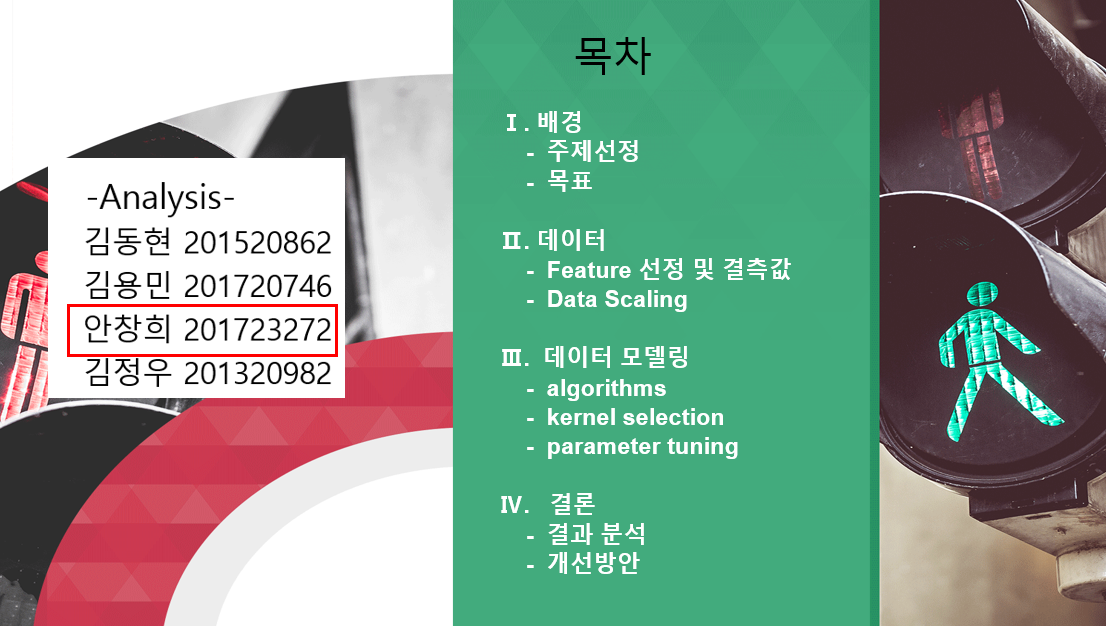 -Analysis-
김동현 201520862
김용민 201720746
안창희 201723272
김정우 201320982
목차
Ⅰ. 배경
- 주제선정
- 목표
Ⅱ. 데이터
- Feature 선정 및 결측값
- Data Scaling
Ⅲ. 데이터 모델링
- algorithms
- kernel selection
- parameter tuning
Ⅳ. 결론
- 결과 분석
- 개선방안